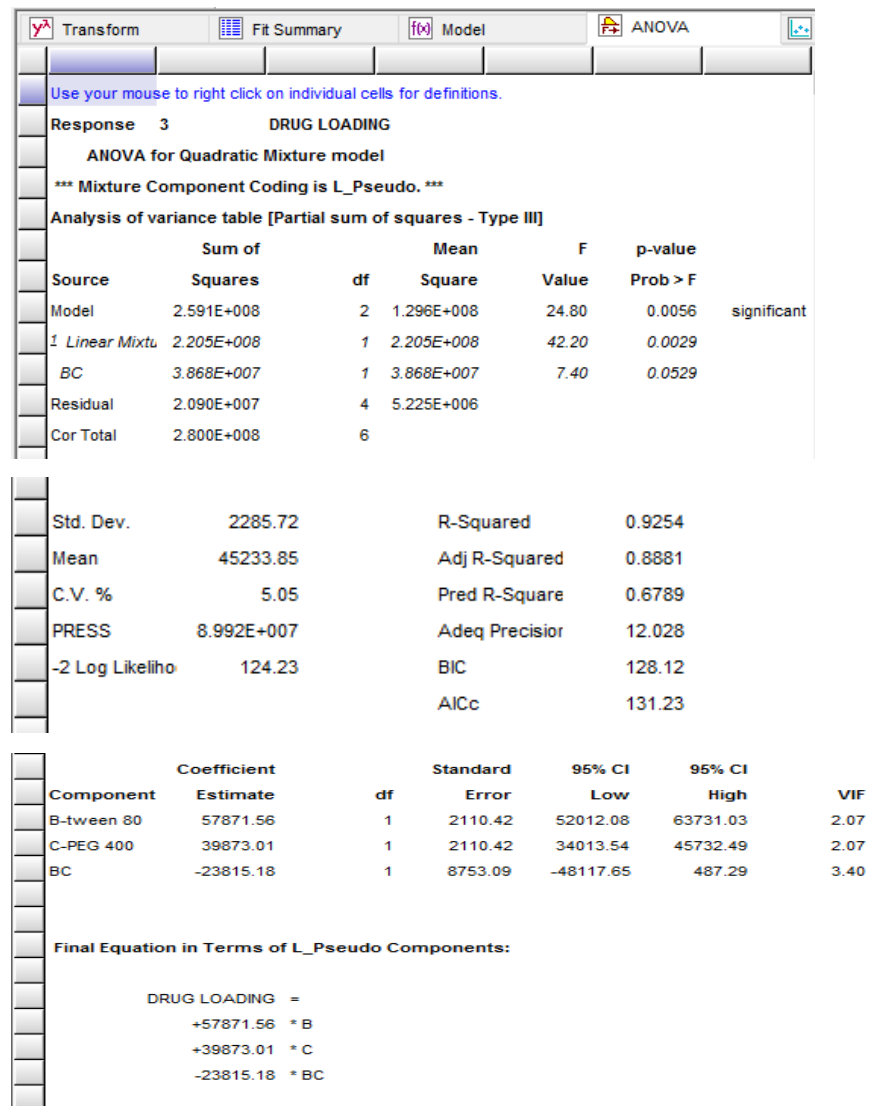 Transform Fit Summary f(x) Model ANOVA
Use your mouse to right click on individual cells for definitions.
Response 3 DRUG LOADING
ANOVA for Quadratic Mixture model
*** Mixture Component Coding is L_Pseudo. ***
Analysis of variance table [Partial sum of squares - Type III]
Sum of Mean F p-value
Source Squares df Square Value Prob > F
Model 2.591E+008 2 1.296E+008 24.80 0.0056 significant
1 Linear Mixtu 2.205E+008 1 2.205E+008 42.20 0.0029
BC 3.868E+007 1 3.868E+007 7.40 0.0529
Residual 2.090E+007 4 5.225E+006
Cor Total 2.800E+008 6
Std. Dev. 2285.72 R-Squared 0.9254
Mean 45233.85 Adj R-Squared 0.8881
C.V. % 5.05 Pred R-Square 0.6789
PRESS 8.992E+007 Adeq Precisior 12.028
-2 Log Likeliho 124.23 BIC 128.12
AICc 131.23
Coefficient Standard 95% CI 95% CI
Component Estimate df Error Low High VIF
B-tween 80 57871.56 1 2110.42 52012.08 63731.03 2.07
C-PEG 400 39873.01 1 2110.42 34013.54 45732.49 2.07
BC -23815.18 1 8753.09 -48117.65 487.29 3.40
Final Equation in Terms of L_Pseudo Components:
DRUG LOADING =
+57871.56 * B
+39873.01 * C
-23815.18 * BC